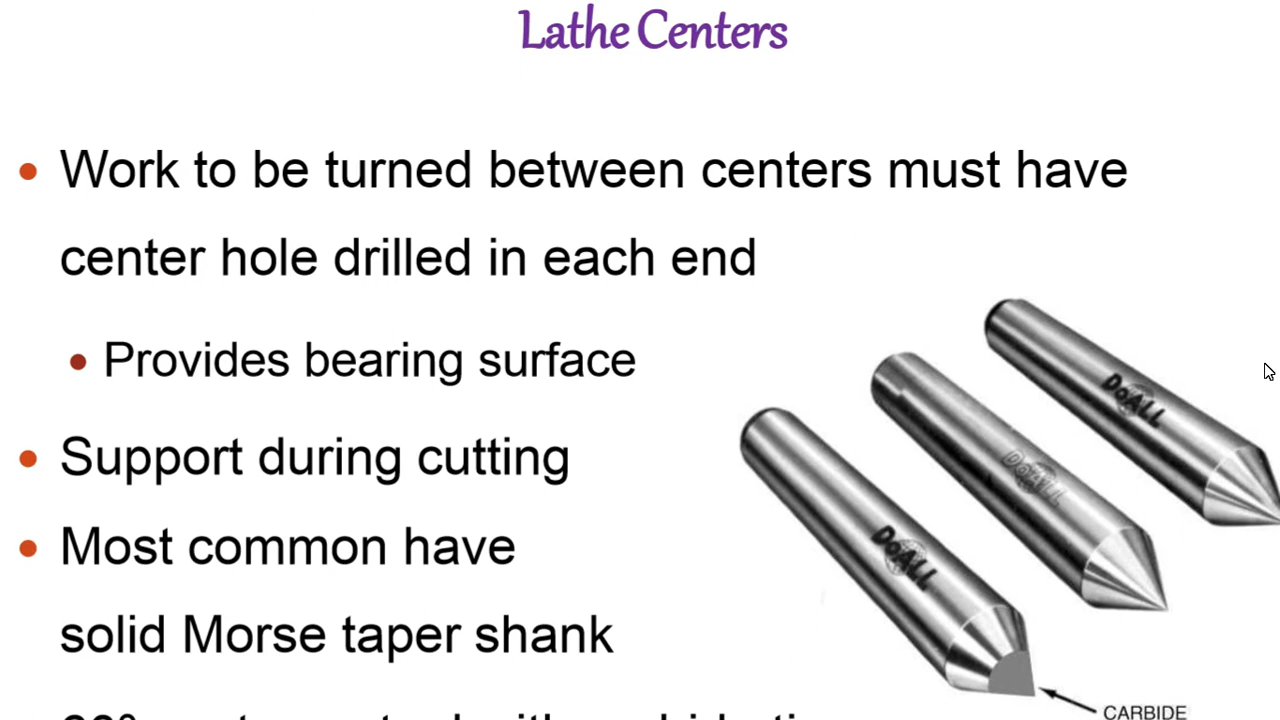 Lathe Centers
• Work to be turned between centers must have
center hole drilled in each end
• Provides bearing surface
• Support during cutting
• Most common have
solid Morse taper shank
DoALL
DoALL
DoALL
CARBIDE